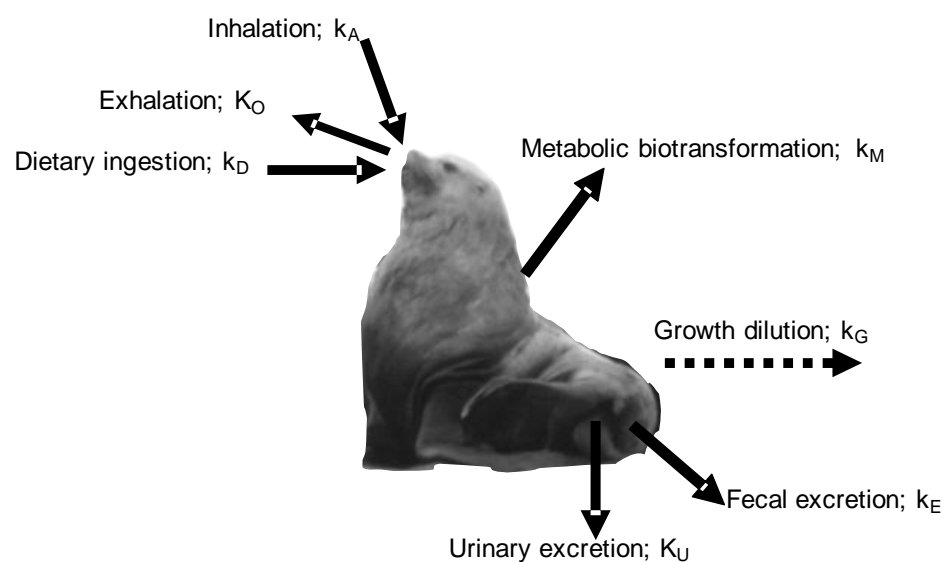 Inhalation; kA
Exhalation; KO
Dietary ingestion; kD
Metabolic biotransformation; kM
Growth dilution; kG
Fecal excretion; kE
Urinary excretion; KU